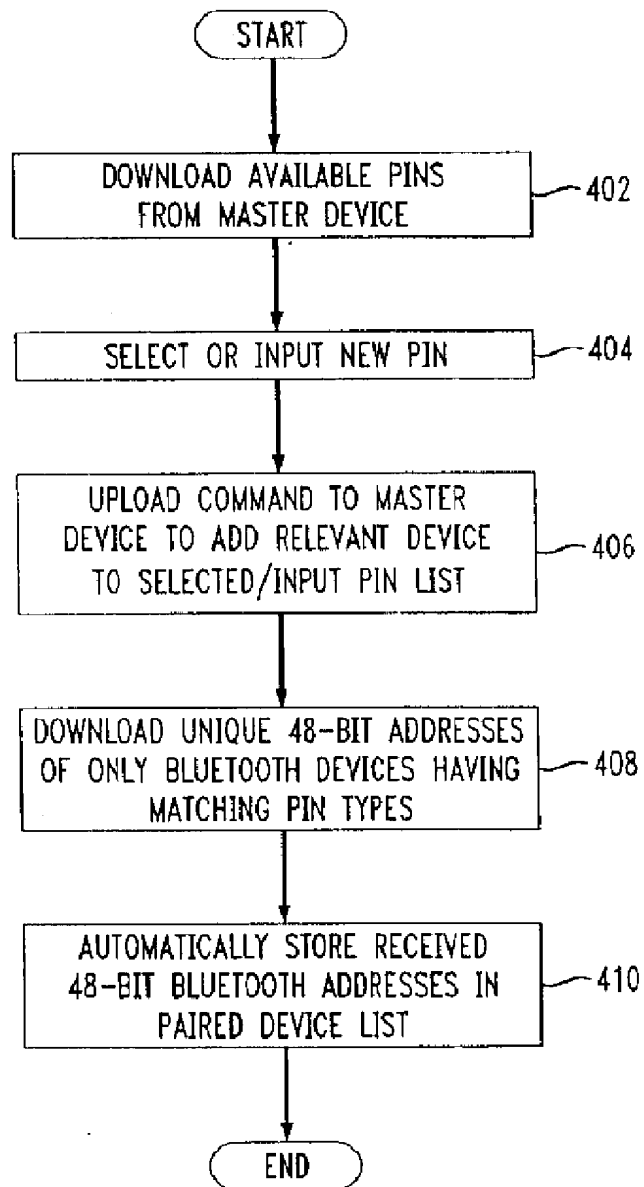 START
DOWNLOAD AVAILABLE PINS
FROM MASTER DEVICE
402
SELECT OR INPUT NEW PIN
404
UPLOAD COMMAND TO MASTER
DEVICE TO ADD RELEVANT DEVICE
TO SELECTED/INPUT PIN LIST
406
DOWNLOAD UNIQUE 48-BIT ADDRESSES
OF ONLY BLUETOOTH DEVICES HAVING
MATCHING PIN TYPES
408
AUTOMATICALLY STORE RECEIVED
48-BIT BLUETOOTH ADDRESSES IN
PAIRED DEVICE LIST
410
END